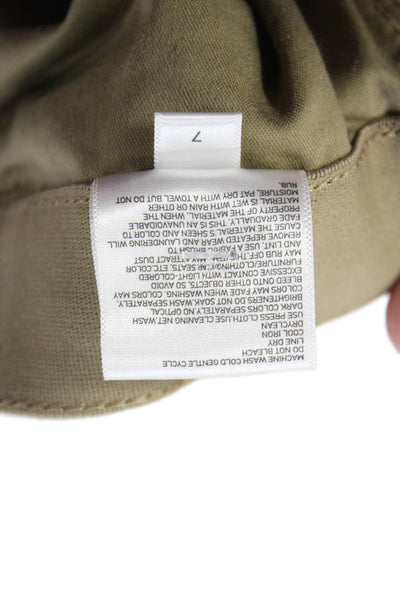 MACHINE WASH COLD GENTLE CYCLE
DO NOT BLEACH
LINE DRY
COOL IRON
DRYCLEAN
USE PRESS CLOTH.USE CLEANING NET.WASH
DARK COLORS SEPARATELY. NO OPTICAL
BRIGHTENERS.DO NOT SOAK.WASH SEPARATELY.
COLORS MAY FADE WHEN WASHING. COLORS MAY
BLEED ONTO OTHER OBJECTS, SO AVOID
EXCESSIVE CONTACT WITH LIGHT-COLORED
FURNITURE/CLOTHING/ SEATS, ETC.COLOR
MAY RUB OFF.THIS ITEM MAY ATTRACT DUST
AND LINT. USE A BRUSH TO
REMOVE REPEATED WEAR AND LAUNDERING WILL
CAUSE THE MATERIAL'S SHEEN AND COLOR TO
FADE GRADUALLY. THIS IS AN UNAVOIDABLE
PROPERTY OF THE MATERIAL. WHEN THE
MATERIAL IS WET RAIN OR OTHER
MOISTURE, PAT DRY WITH A TOWEL BUT DO NOT
RUB.
7